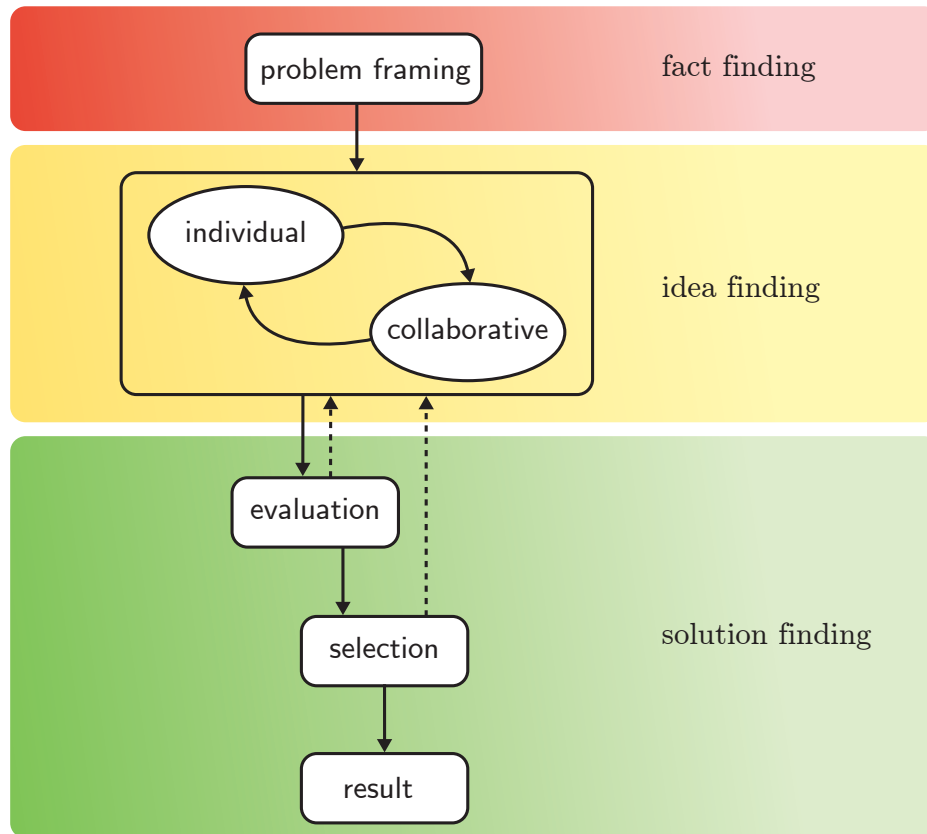 problem framing
fact finding
individual
idea finding
collaborative
evaluation
solution finding
selection
result